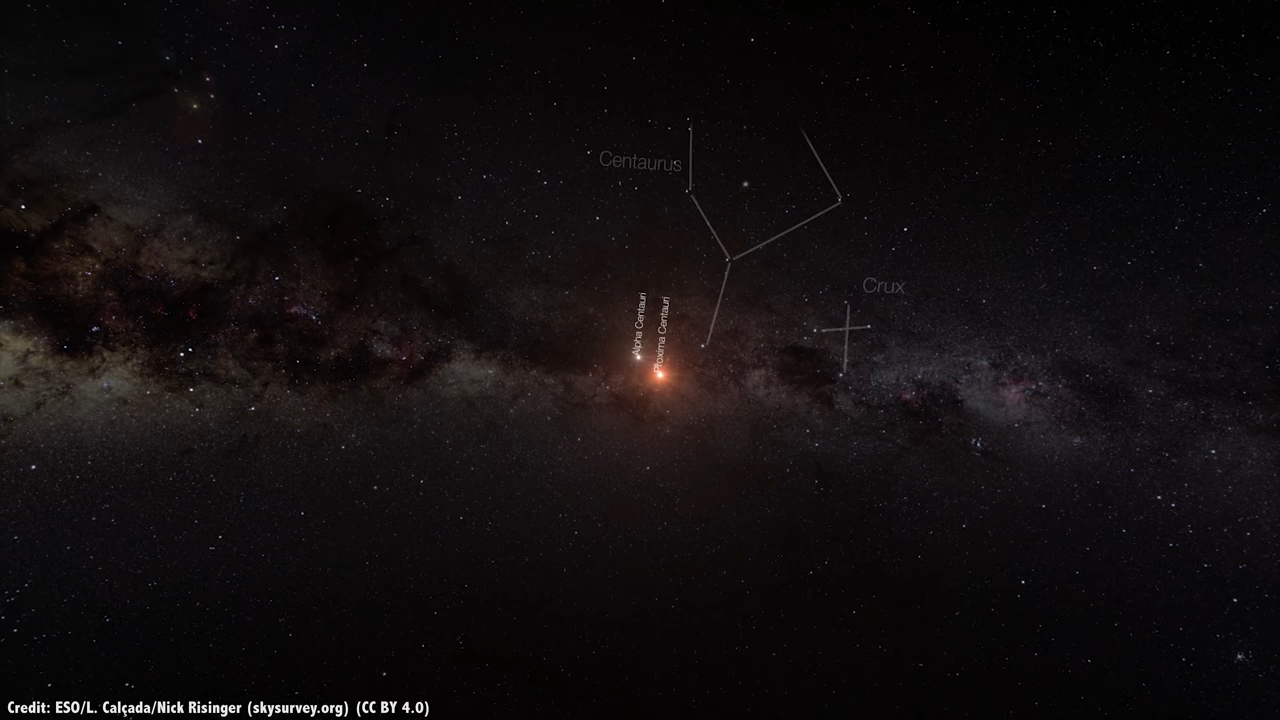 Centaurus
Crux
Alpha Centauri
Proxima Centauri
Credit: ESO/L. Calçada/Nick Risinger (skysurvey.org) (CC BY 4.0)